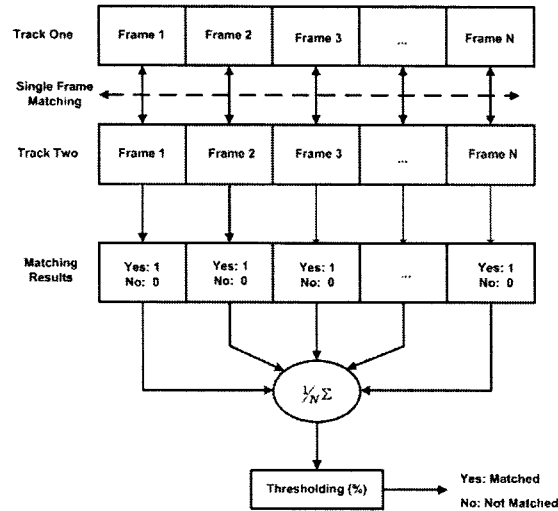 Track One
Frame 1 Frame 2 Frame 3 ... Frame N
Single Frame
Matching
Track Two
Frame 1 Frame 2 Frame 3 ... Frame N
Matching
Results
Yes: 1 Yes: 1 Yes: 1 ... Yes: 1
No: 0 No: 0 No: 0 No: 0
1/N Σ
Thresholding (%)
Yes: Matched
No: Not Matched